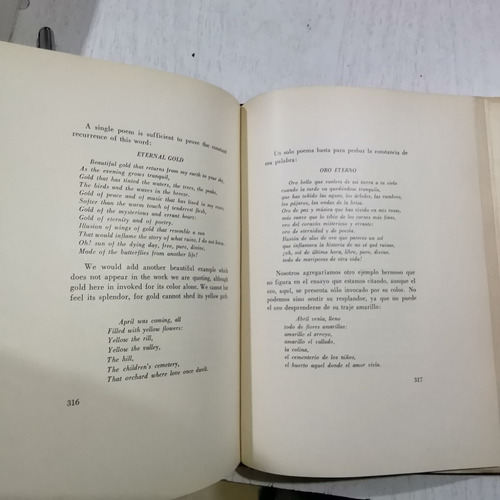 A single poem is sufficient to prove the constant
recurrence of this word:
ETERNAL GOLD
Beautiful gold that returns from my earth to your sky
As the evening grows tranquil,
Gold that has tinted the waters, the trees, the peaks,
The birds and the waves in the breeze.
Gold of peace and of music that has lived in my roses,
Softer than the warm touch of tenderest flesh,
Gold of the mysterious and errant heart:
Gold of eternity and of poetry.
Illusion of wings of gold that resemble a sun
That would inflame the story of what ruins, I do not know.
Oh! sun of the dying day, free, pure, divine,
Mode of the butterflies from another life!
We would add another beautiful example which
does not appear in the work we are quoting, although
gold here in invoked for its color alone. We cannot be
feel its splendor, for gold cannot shed its yellow garb
April was coming, all
Filled with yellow flowers:
Yellow the rill,
Yellow the valley,
The hill,
The children's cemetery,
That orchard where love once dwelt.
316
Un solo poema basta para probar la constancia de
esa palabra:
ORO ETERNO
Oro bello que vuelves de mi tierra a tu cielo
cuando la tarde va quedándose tranquila,
que has teñido las aguas, los árboles, las cumbres,
los pájaros, las ondas de la brisa.
Oro de paz y música que has vivido en mis rosas,
más suave que lo tibio de las carnes más finas,
oro del corazón misterioso y errante:
oro de eternidad y de poesía.
Ilusión de alas de oro que parece un sol
que inflamara la historia de no sé qué ruinas,
¡oh, sol de última hora, libre, puro, divino,
todo de mariposas de otra vida!
Nosotros agregaríamos otro ejemplo hermoso que
no figura en el ensayo que estamos citando, aunque el
oro, aquí, se presenta sólo invocado por su color. No
podemos sino sentir su resplandor, ya que no puede
el oro desprenderse de su traje amarillo:
Abril venía, lleno
todo de flores amarillas:
amarillo el arroyo,
amarillo el vallado,
la colina,
el cementerio de los niños,
el huerto aquel donde el amor vivía.
317